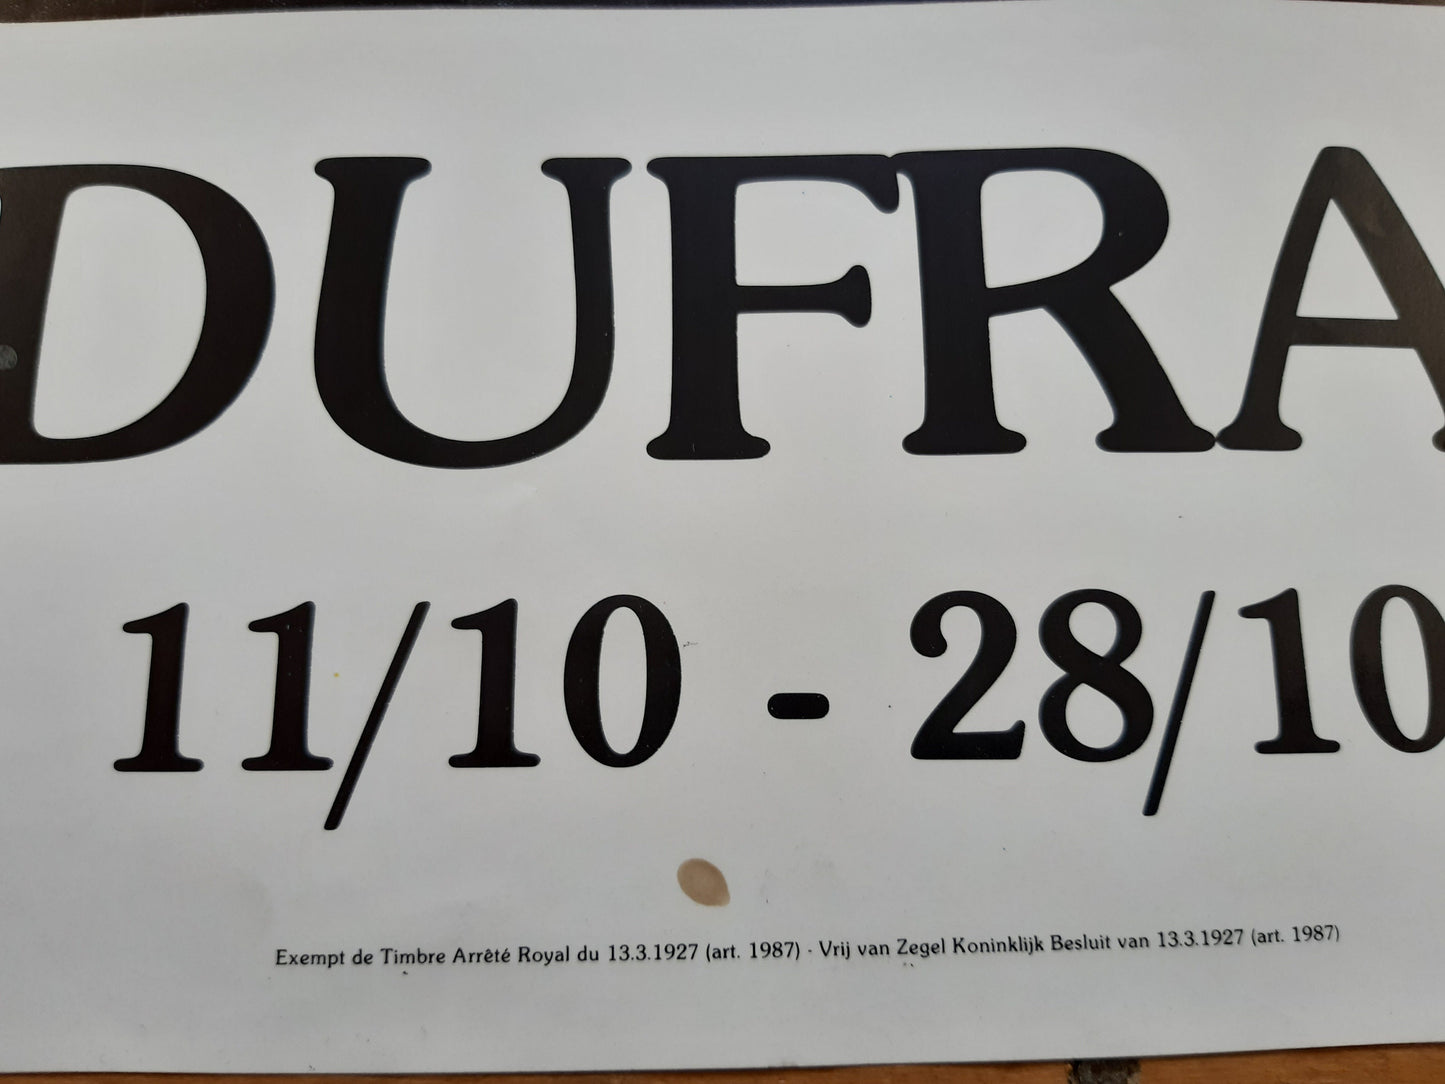 DUFRA
11/10 - 28/10
Exempt de Timbre Arrêté Royal du 13.3.1927 (art. 1987) - Vrij van Zegel Koninklijk Besluit van 13.3.1927 (art. 1987)